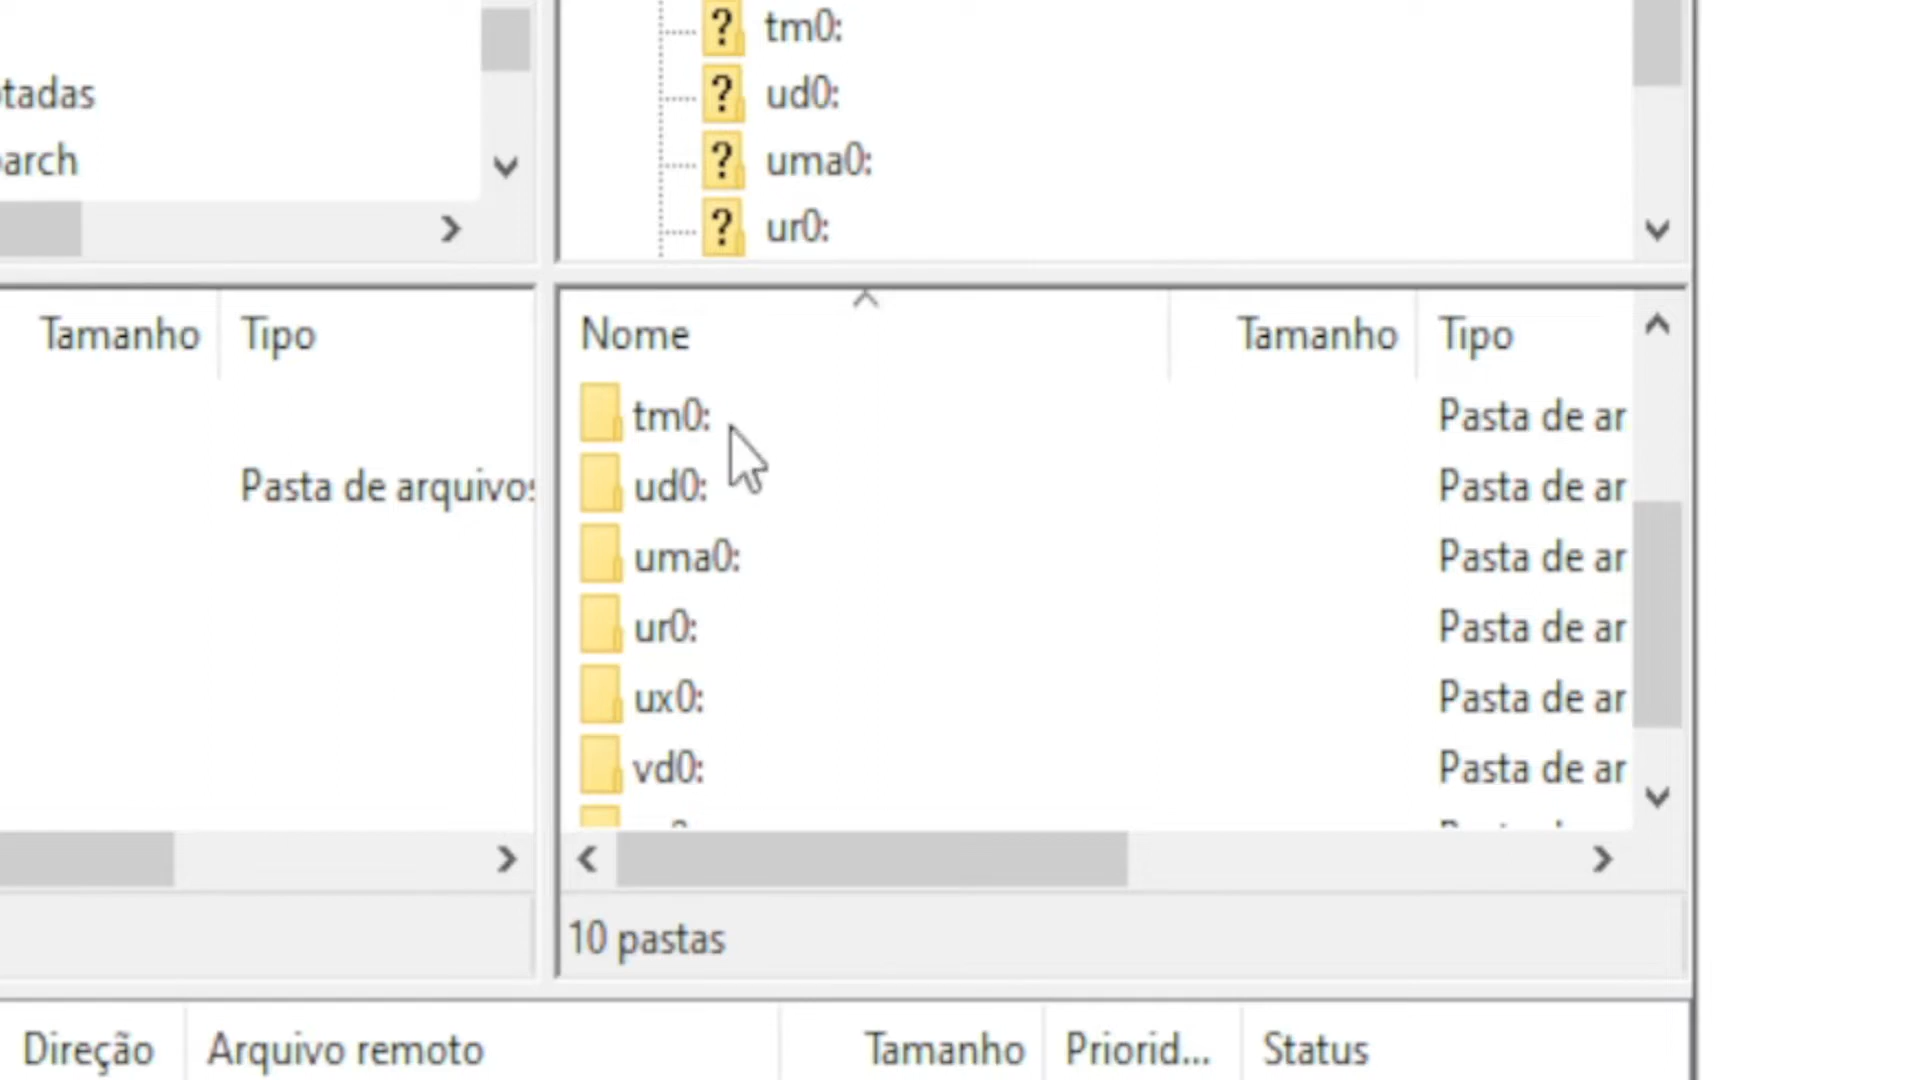 tm0:
tadas
ud0:
arch
uma0:
ur0:
Tamanho Tipo
Nome Tamanho Tipo
tm0: Pasta de ar
Pasta de arquivos
ud0: Pasta de ar
uma0: Pasta de ar
ur0: Pasta de ar
ux0: Pasta de ar
vd0: Pasta de ar
10 pastas
Direção Arquivo remoto Tamanho Priorid... Status